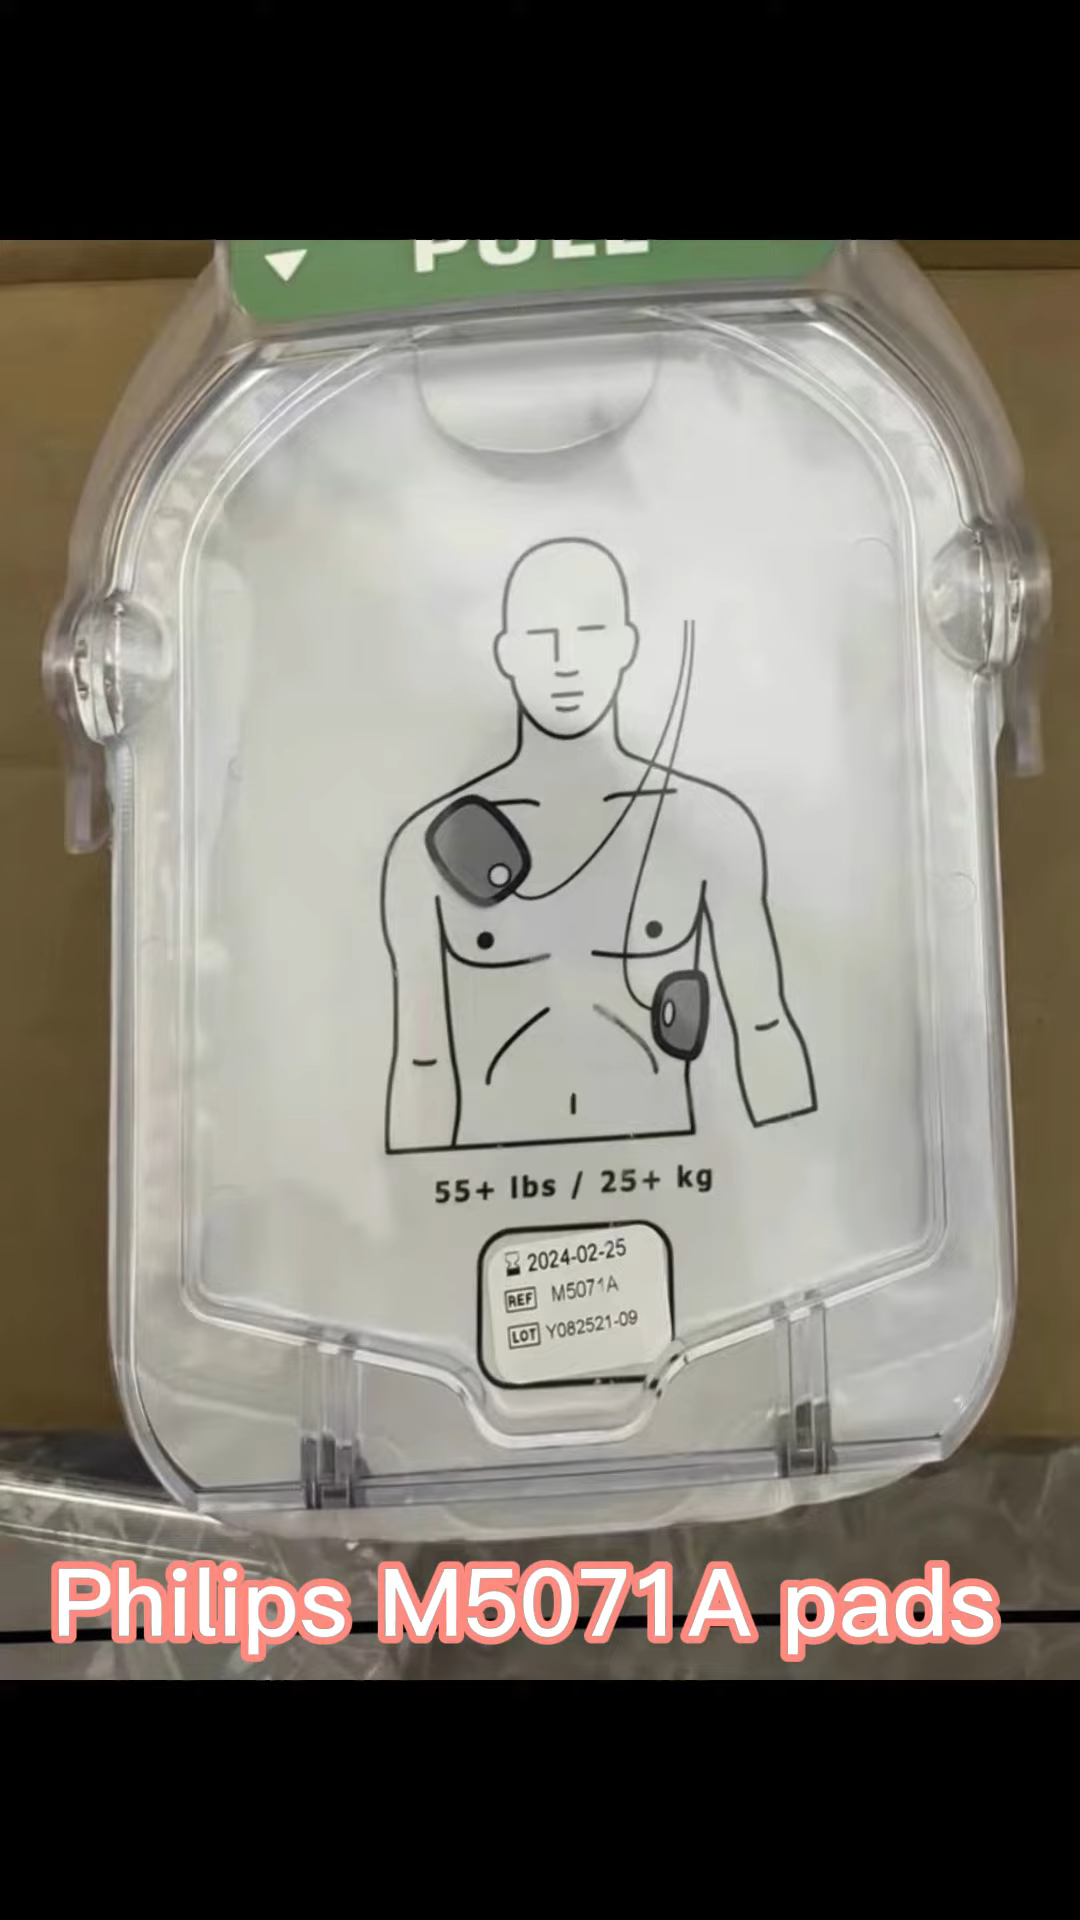 PULL
55+ lbs / 25+ kg
2024-02-25
REF M5071A
LOT Y082521-09
Philips M5071A pads